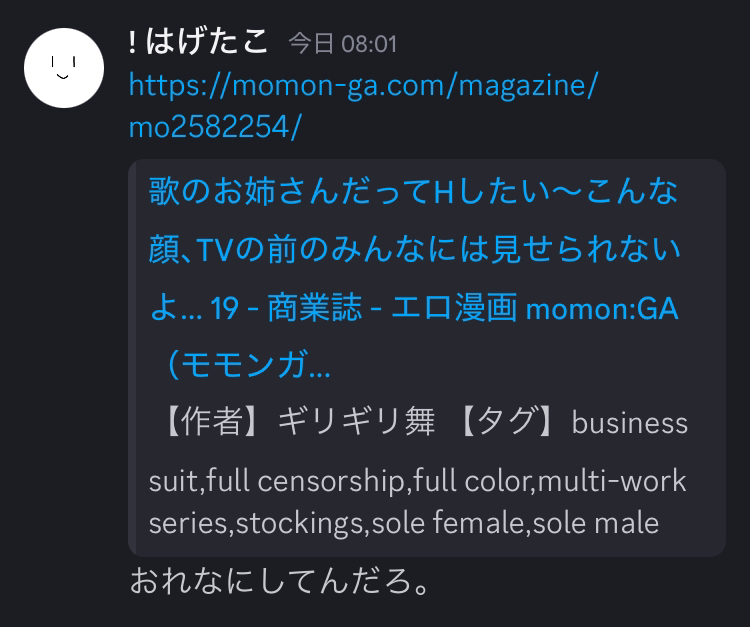 ! はげたこ 今日 08:01
https://momon-ga.com/magazine/
mo2582254/
歌のお姉さんだってHしたい〜こんな
顔、TVの前のみんなには見せられない
よ... 19 - 商業誌 - エロ漫画 momon:GA
（モモンガ...
【作者】ギリギリ舞 【タグ】business
suit,full censorship,full color,multi-work
series,stockings,sole female,sole male
おれなにしてんだろ。